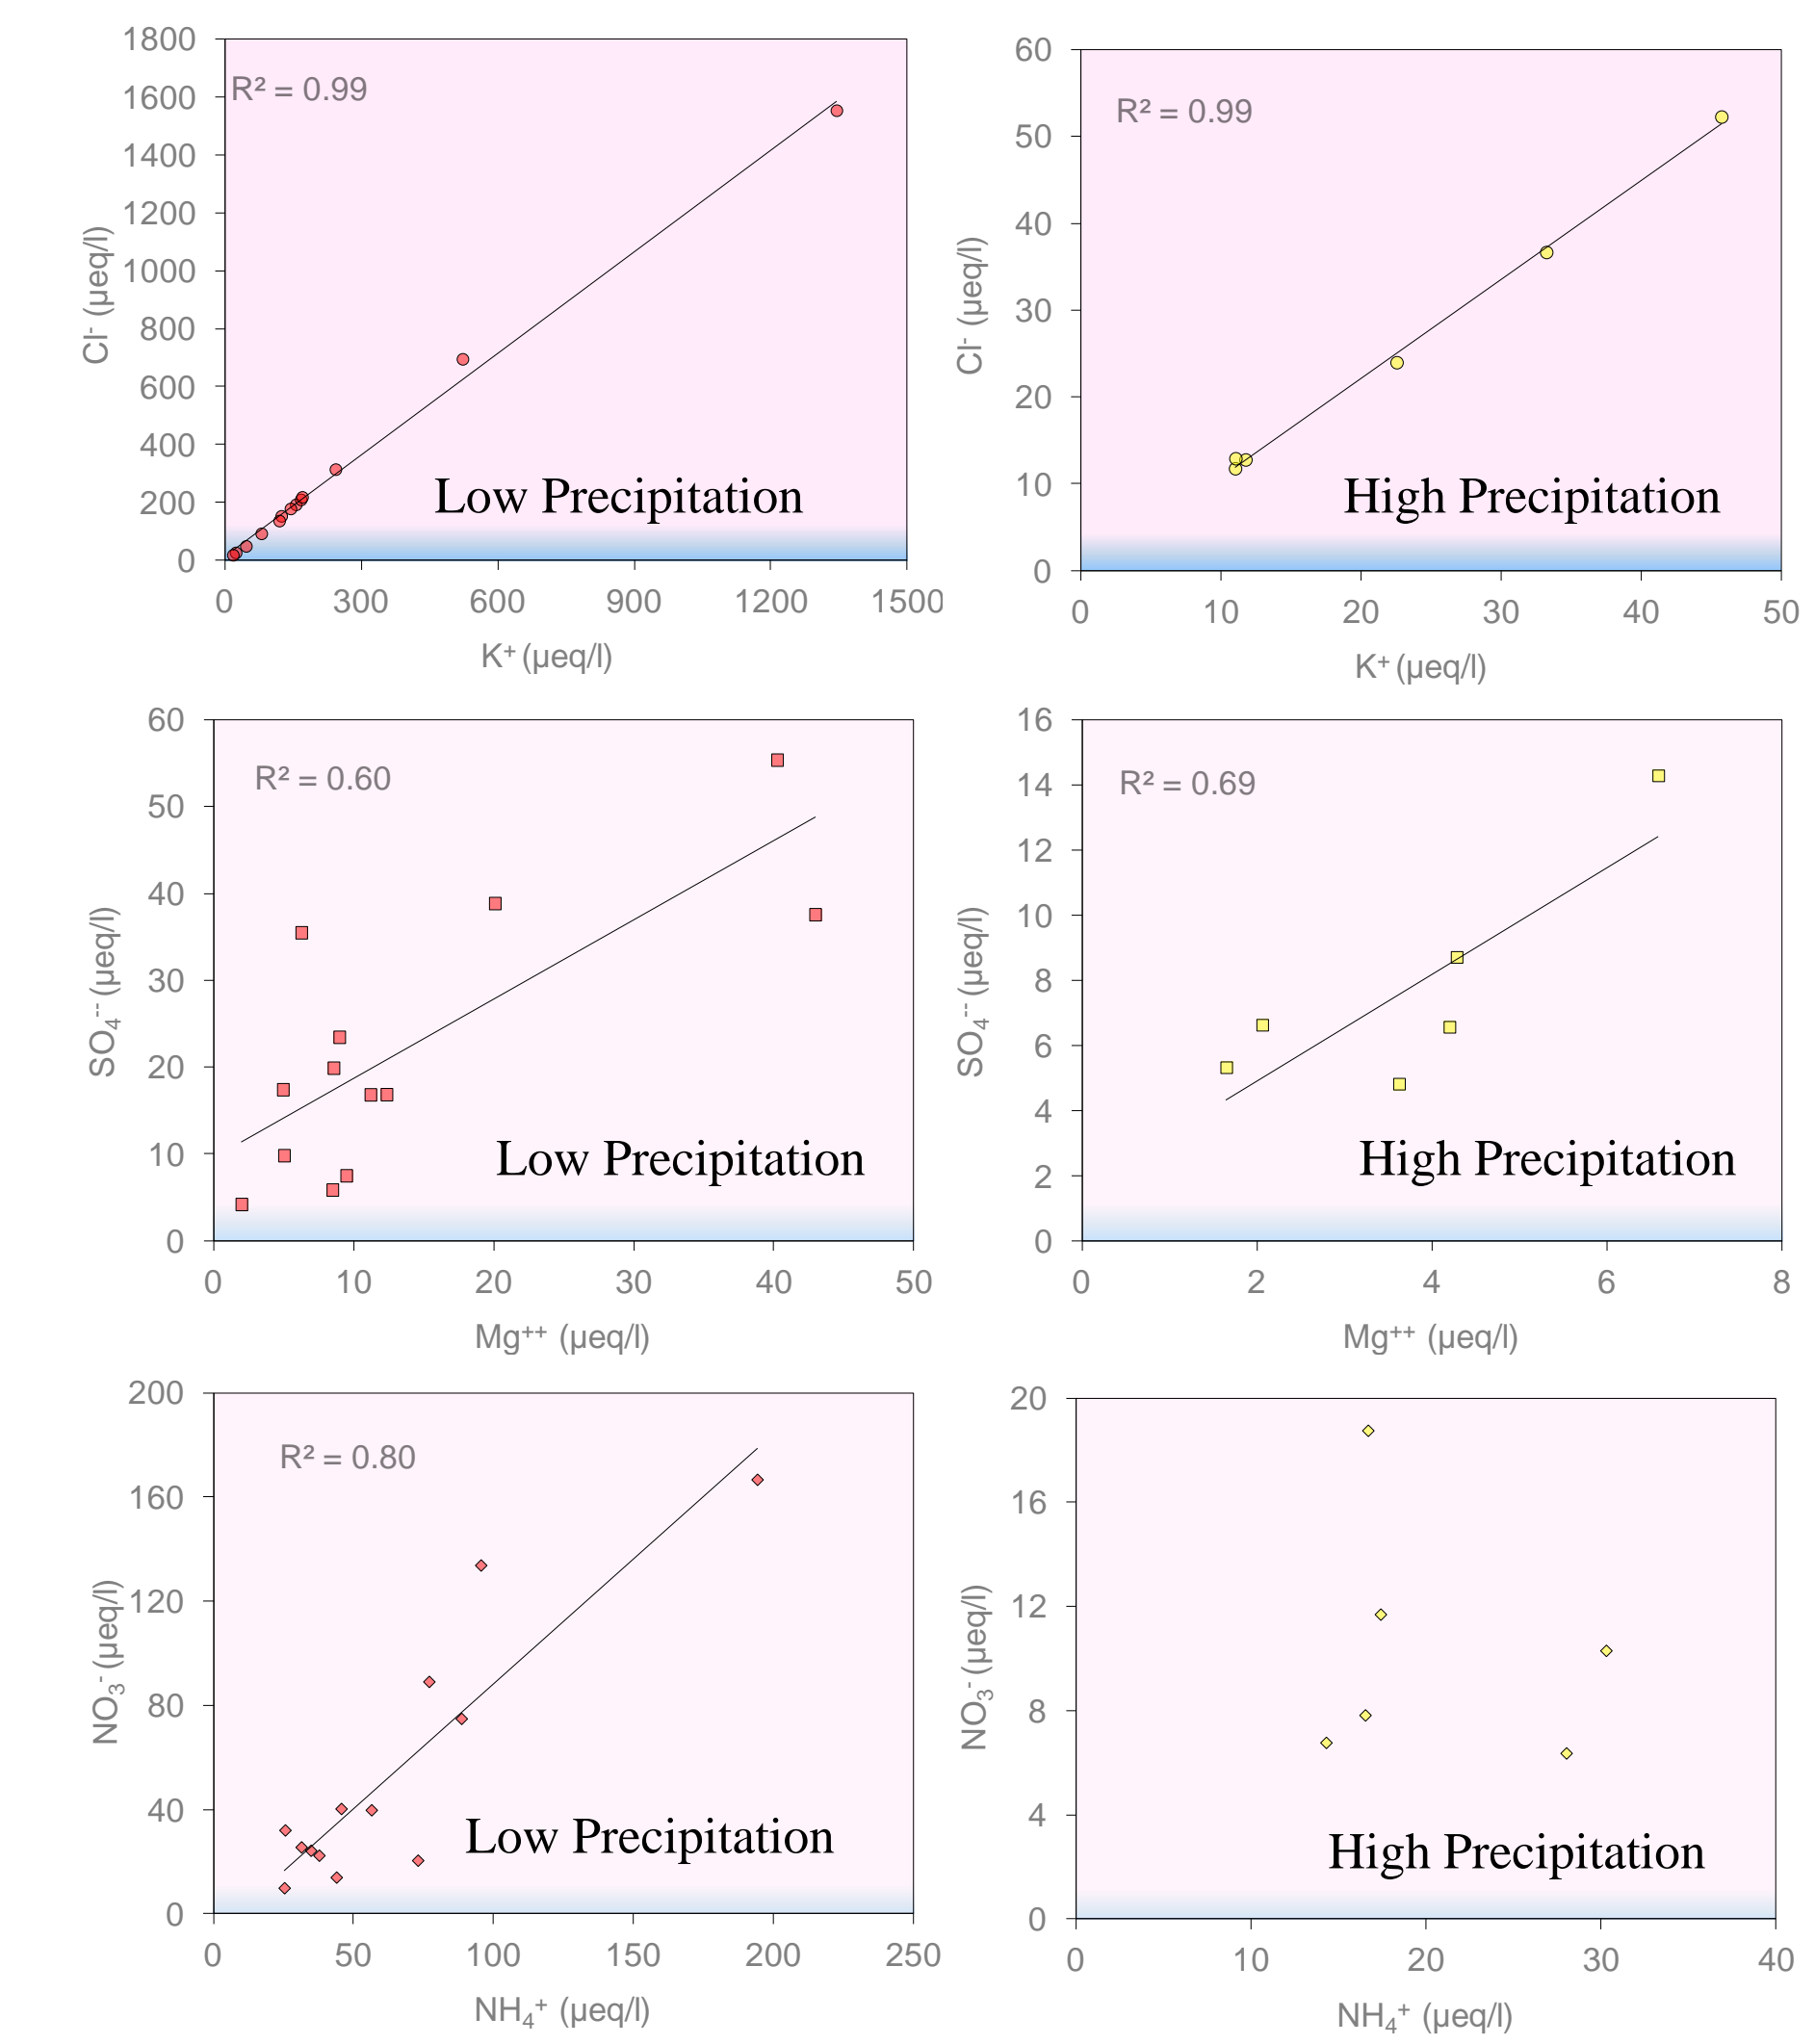 1800
1600
1400
1200
1000
800
600
400
200
0
R² = 0.99
Cl⁻ (µeq/l)
Low Precipitation
0 300 600 900 1200 1500
K⁺ (µeq/l)
60
50
40
30
20
10
0
R² = 0.99
Cl⁻ (µeq/l)
High Precipitation
0 10 20 30 40 50
K⁺ (µeq/l)
60
50
40
30
20
10
0
R² = 0.60
SO₄⁻⁻ (µeq/l)
Low Precipitation
0 10 20 30 40 50
Mg⁺⁺ (µeq/l)
16
14
12
10
8
6
4
2
0
R² = 0.69
SO₄⁻⁻ (µeq/l)
High Precipitation
0 2 4 6 8
Mg⁺⁺ (µeq/l)
200
160
120
80
40
0
R² = 0.80
NO₃⁻ (µeq/l)
Low Precipitation
0 50 100 150 200 250
NH₄⁺ (µeq/l)
20
16
12
8
4
0
NO₃⁻ (µeq/l)
High Precipitation
0 10 20 30 40
NH₄⁺ (µeq/l)